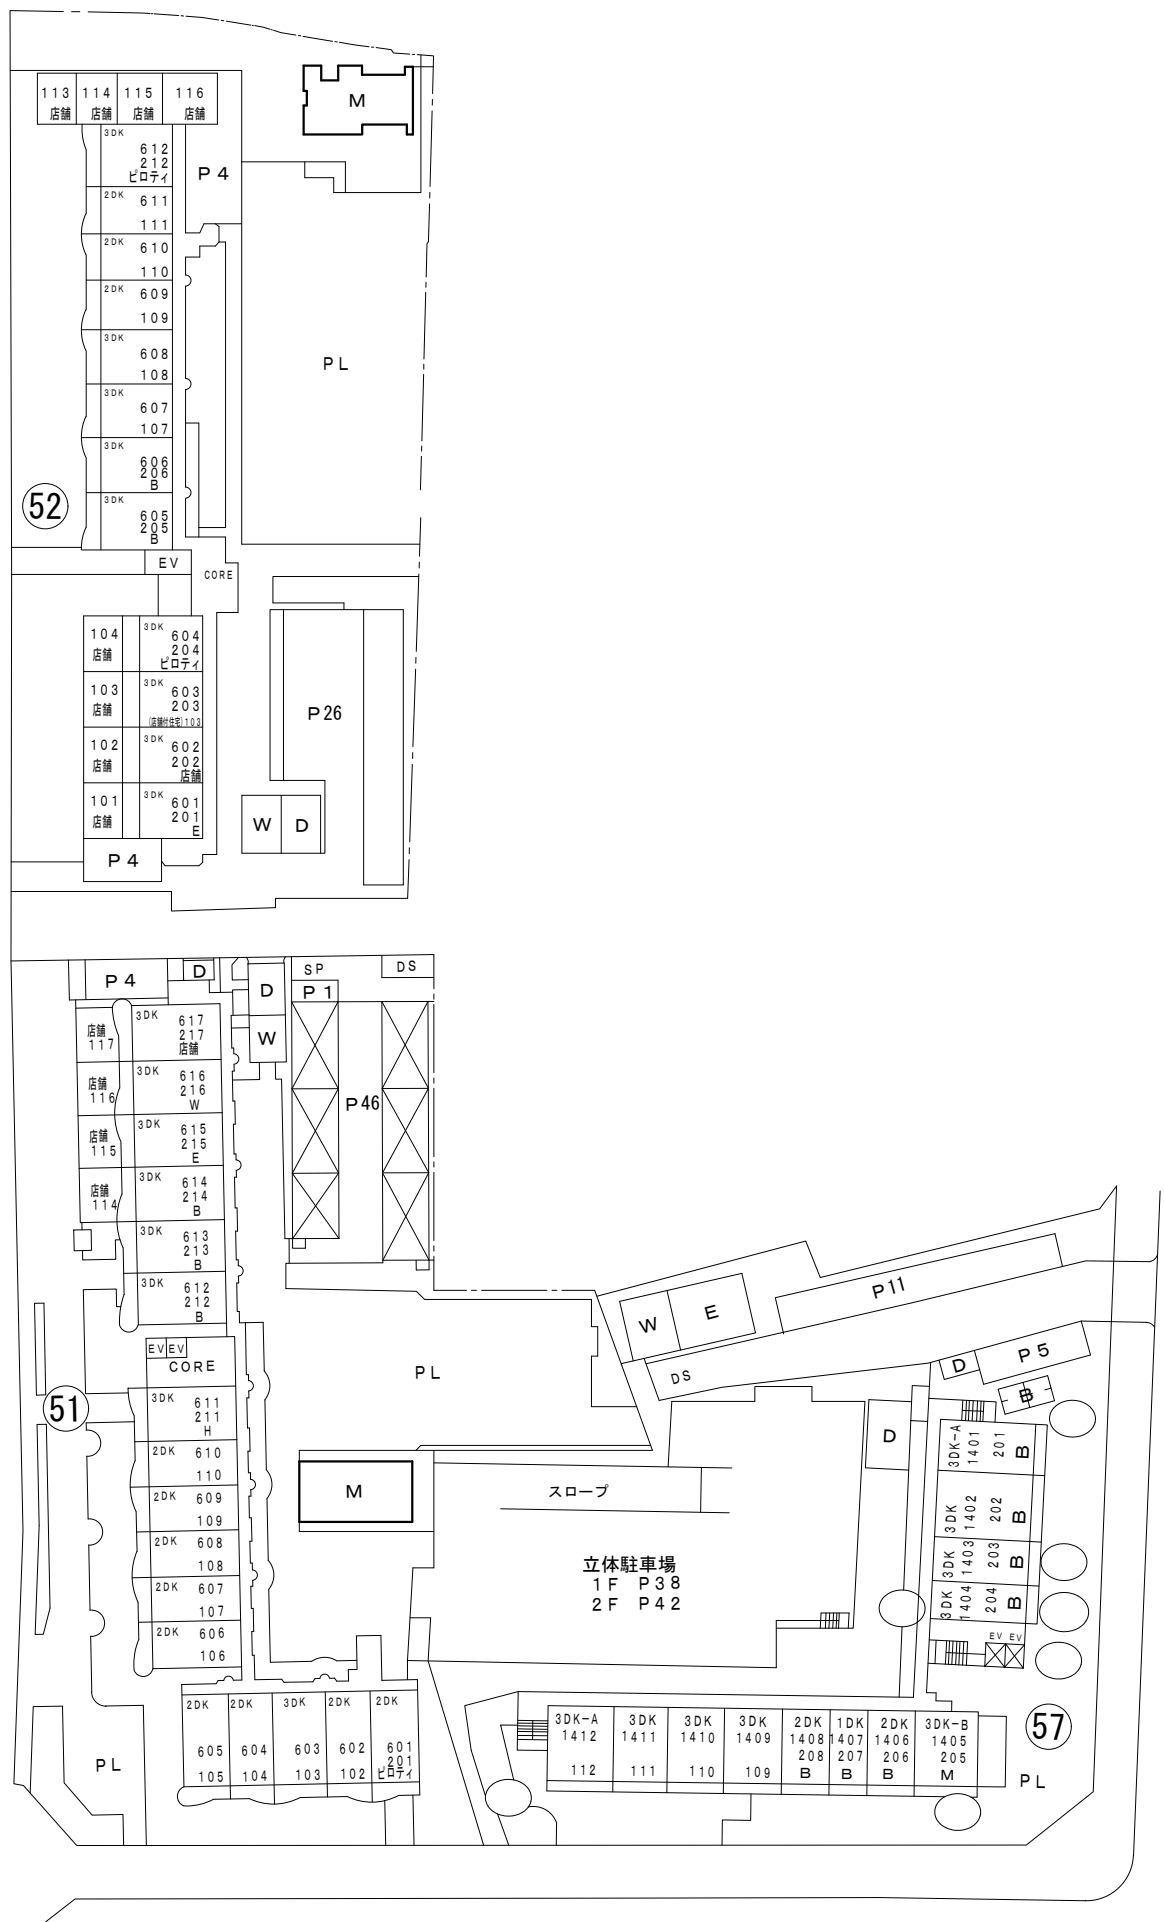 113 114 115 116
店舗 店舗 店舗 店舗
M
3DK
612
212
ピロティ
P4
2DK
611
111
2DK
610
110
2DK
609
109
3DK
608
108
PL
3DK
607
107
3DK
606
206
B
52
3DK
605
205
B
EV
CORE
104
店舗
3DK
604
204
ピロティ
103
店舗
3DK
603
203
(店舗付住宅)103
P26
102
店舗
3DK
602
202
店舗
101
店舗
3DK
601
201
E
W D
P4
P4
D
D
W
SP
P1
DS
店舗
117
3DK
617
217
店舗
店舗
116
3DK
616
216
W
P46
店舗
115
3DK
615
215
E
店舗
114
3DK
614
214
B
3DK
613
213
B
3DK
612
212
B
EV EV
CORE
51
3DK
611
211
H
2DK
610
110
2DK
609
109
2DK
608
108
2DK
607
107
2DK
606
106
PL
M
W
E
P11
DS
D
P5
B
D
スロープ
立体駐車場
1F P38
2F P42
3DK-A
1401
201
B
3DK
1402
202
B
3DK
1403
203
B
3DK
1404
204
B
EV EV
57
PL
2DK
605
105
2DK
604
104
3DK
603
103
2DK
602
102
2DK
601
201
ピロティ
3DK-A
1412
112
3DK
1411
111
3DK
1410
110
3DK
1409
109
2DK
1408
208
B
1DK
1407
207
B
2DK
1406
206
B
3DK-B
1405
205
M
PL